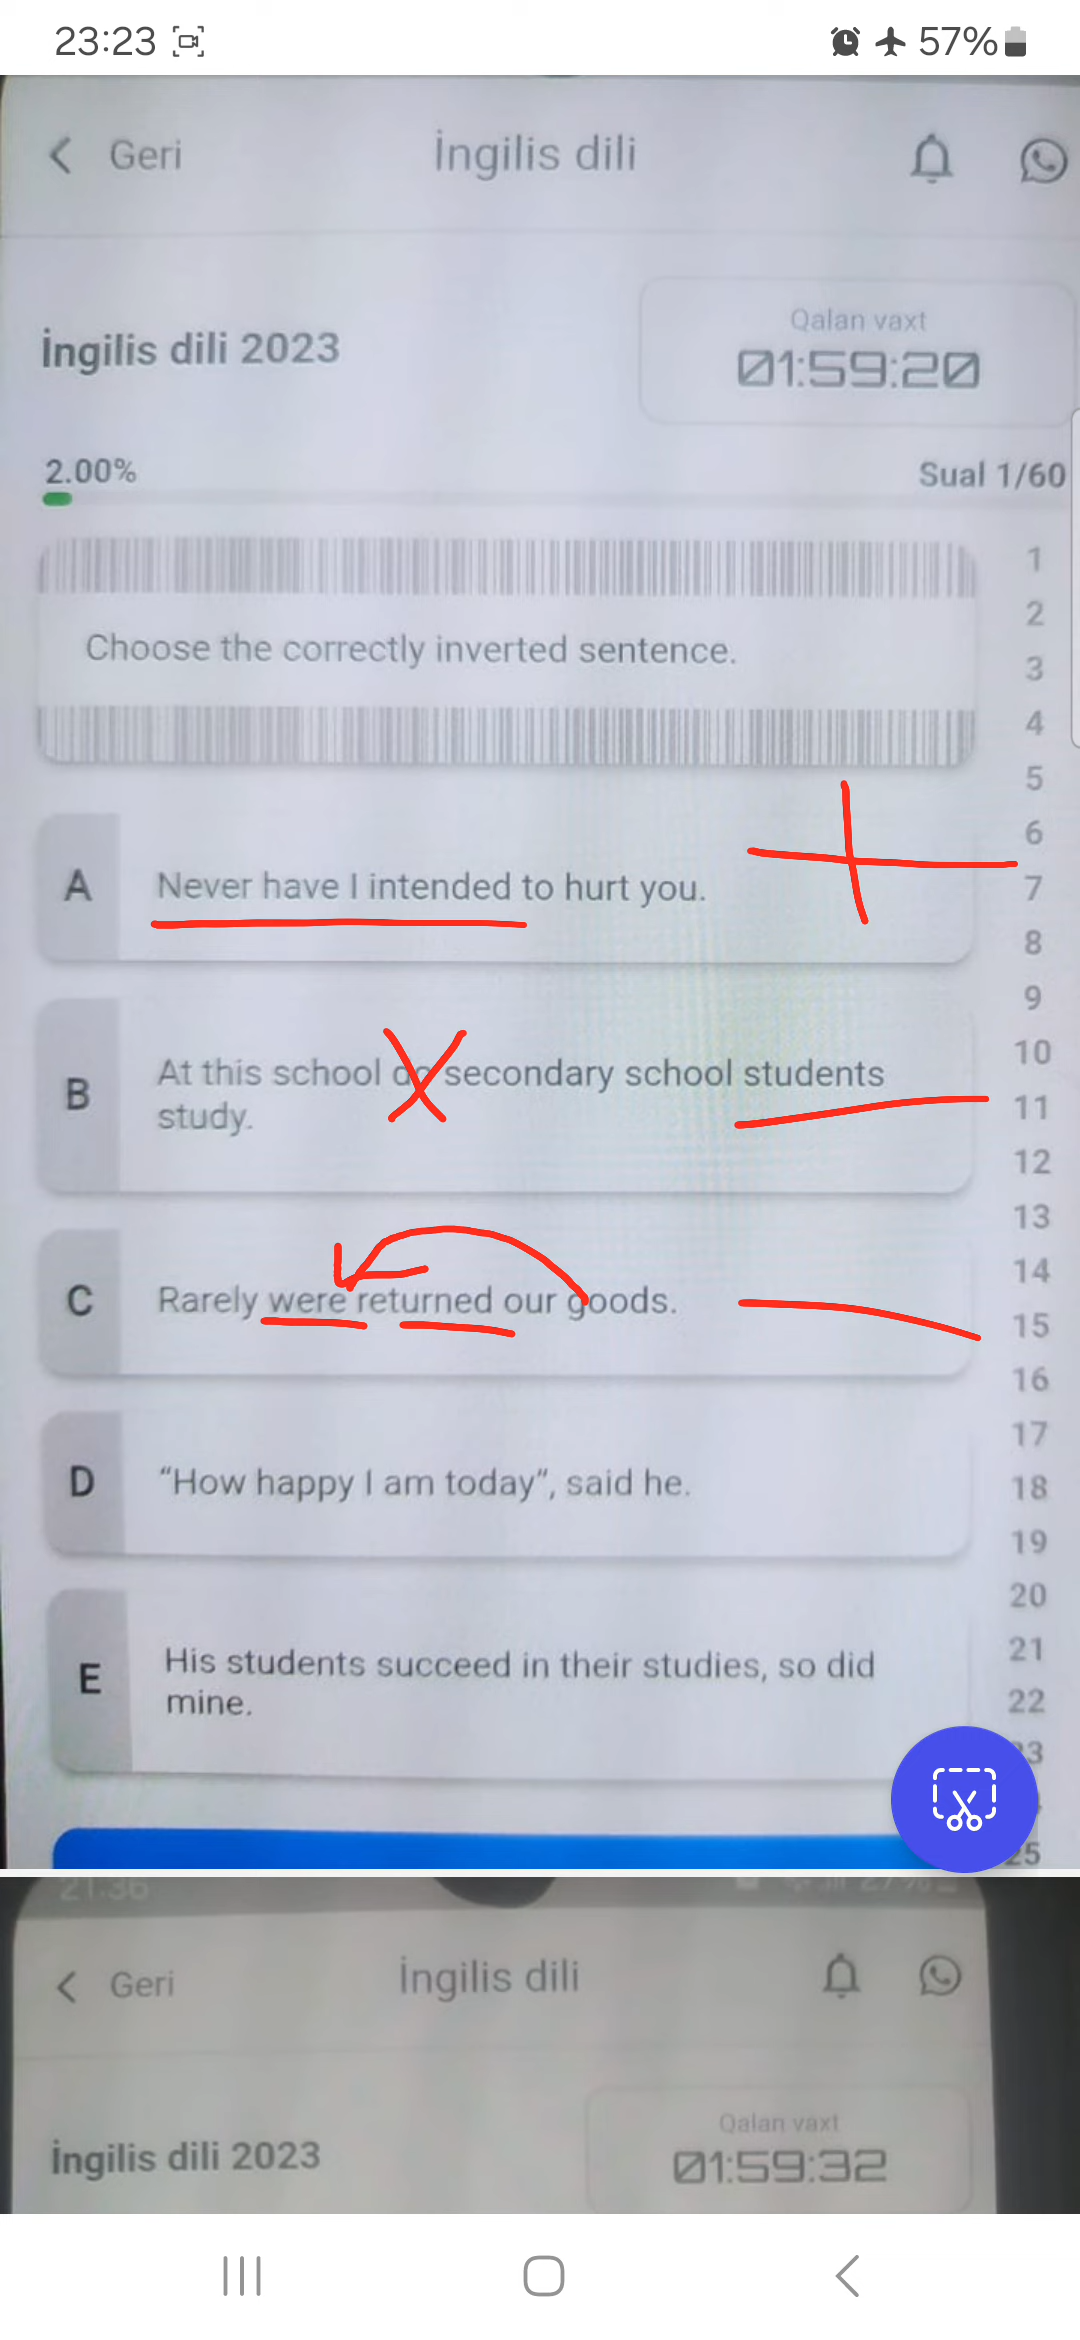 23:23 57%
Geri İngilis dili
İngilis dili 2023
Qalan vaxt
01:59:20
2.00% Sual 1/60
Choose the correctly inverted sentence.
A Never have I intended to hurt you.
B At this school secondary school students
study.
C Rarely were returned our goods.
D “How happy I am today”, said he.
E His students succeed in their studies, so did
mine.
1
2
3
4
5
6
7
8
9
10
11
12
13
14
15
16
17
18
19
20
21
22
25
21:36 27%
Geri İngilis dili
İngilis dili 2023
Qalan vaxt
01:59:32